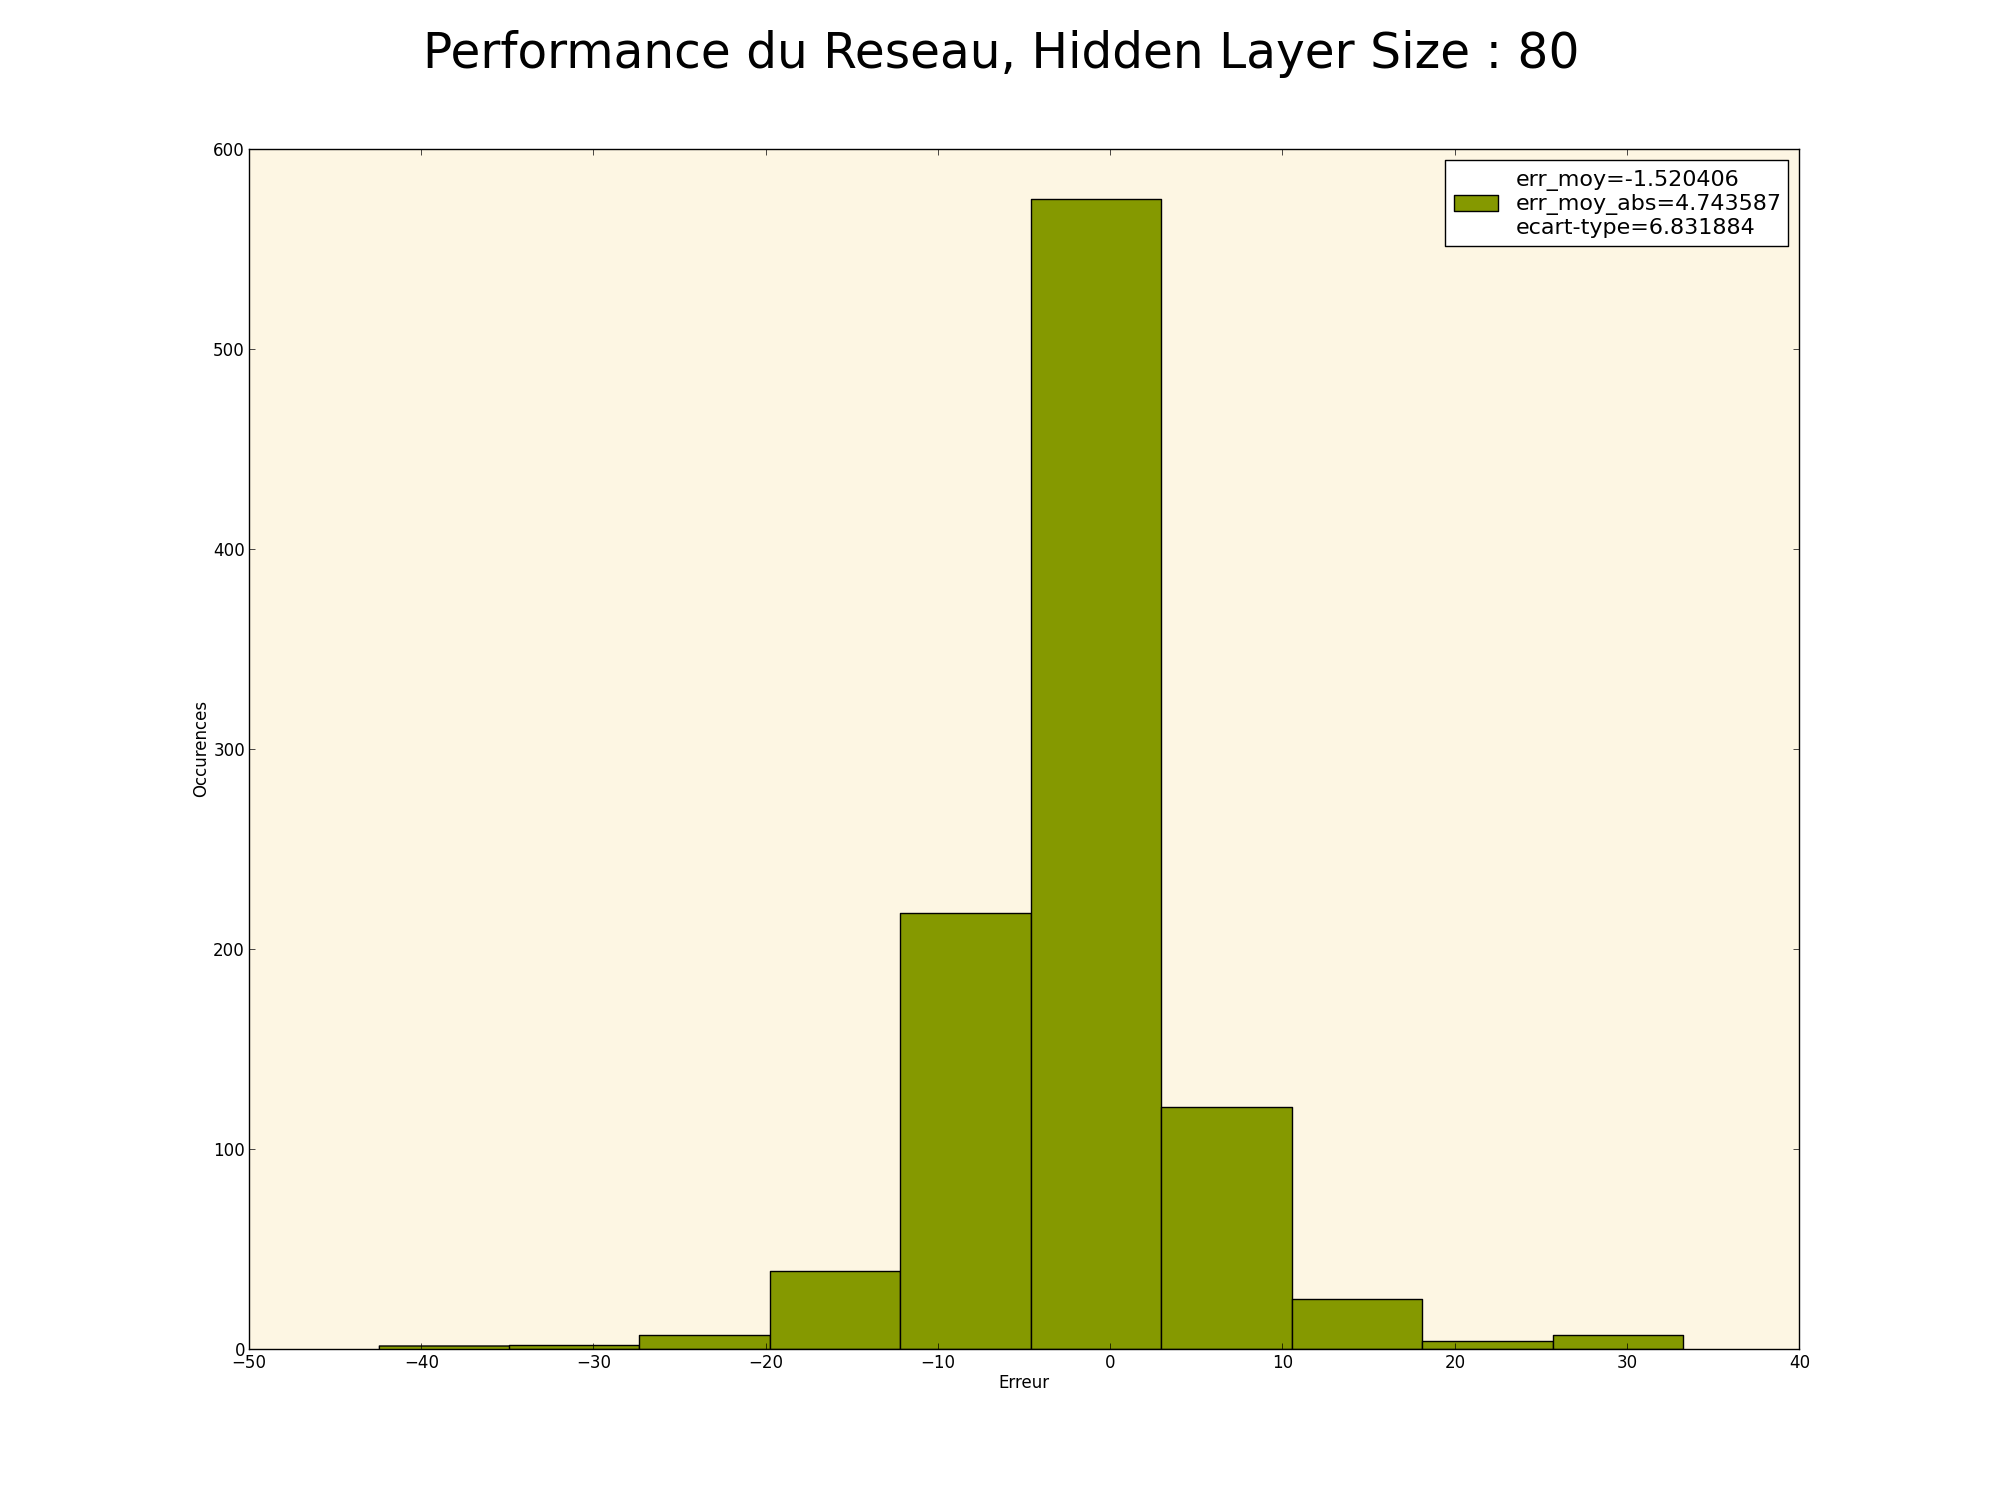 Performance du Reseau, Hidden Layer Size : 80
err_moy=-1.520406
err_moy_abs=4.743587
ecart-type=6.831884
600
500
400
300
200
100
0
Occurences
−50 −40 −30 −20 −10 0 10 20 30 40
Erreur